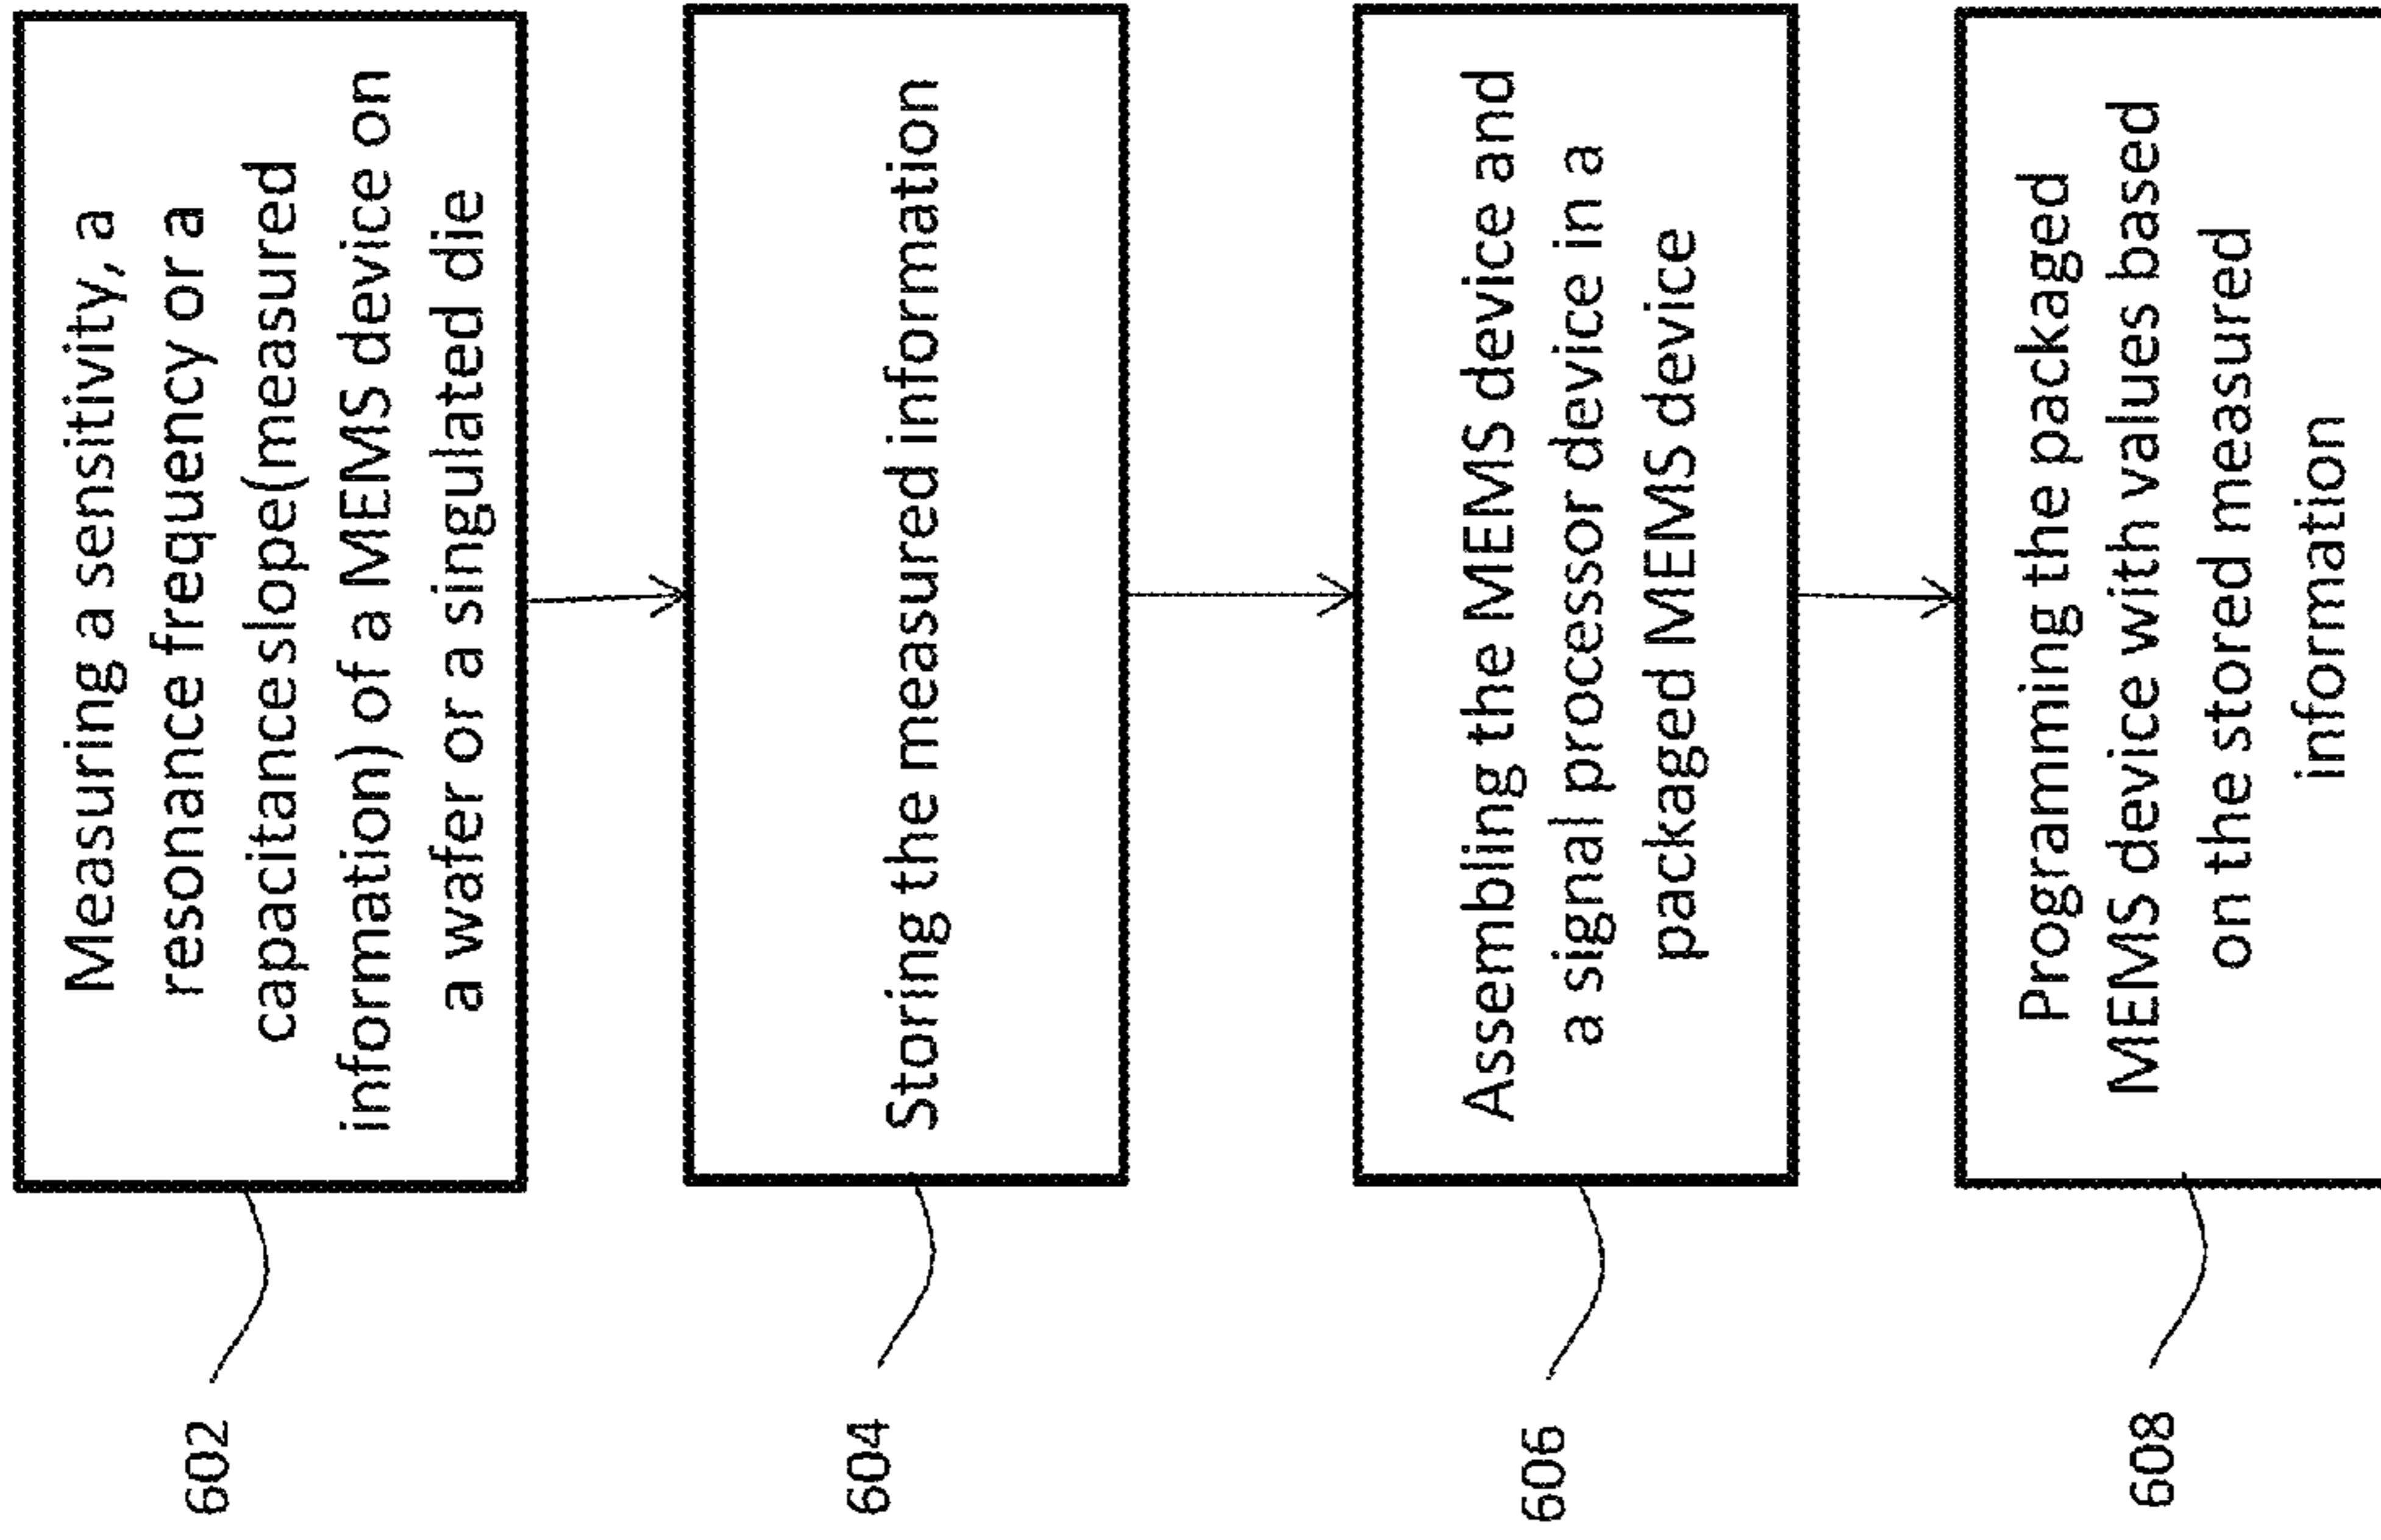 602
Measuring a sensitivity, a
resonance frequency or a
capacitance slope(measured
information) of a MEMS device on
a wafer or a singulated die
604
Storing the measured information
606
Assembling the MEMS device and
a signal processor device in a
packaged MEMS device
608
Programming the packaged
MEMS device with values based
on the stored measured
information